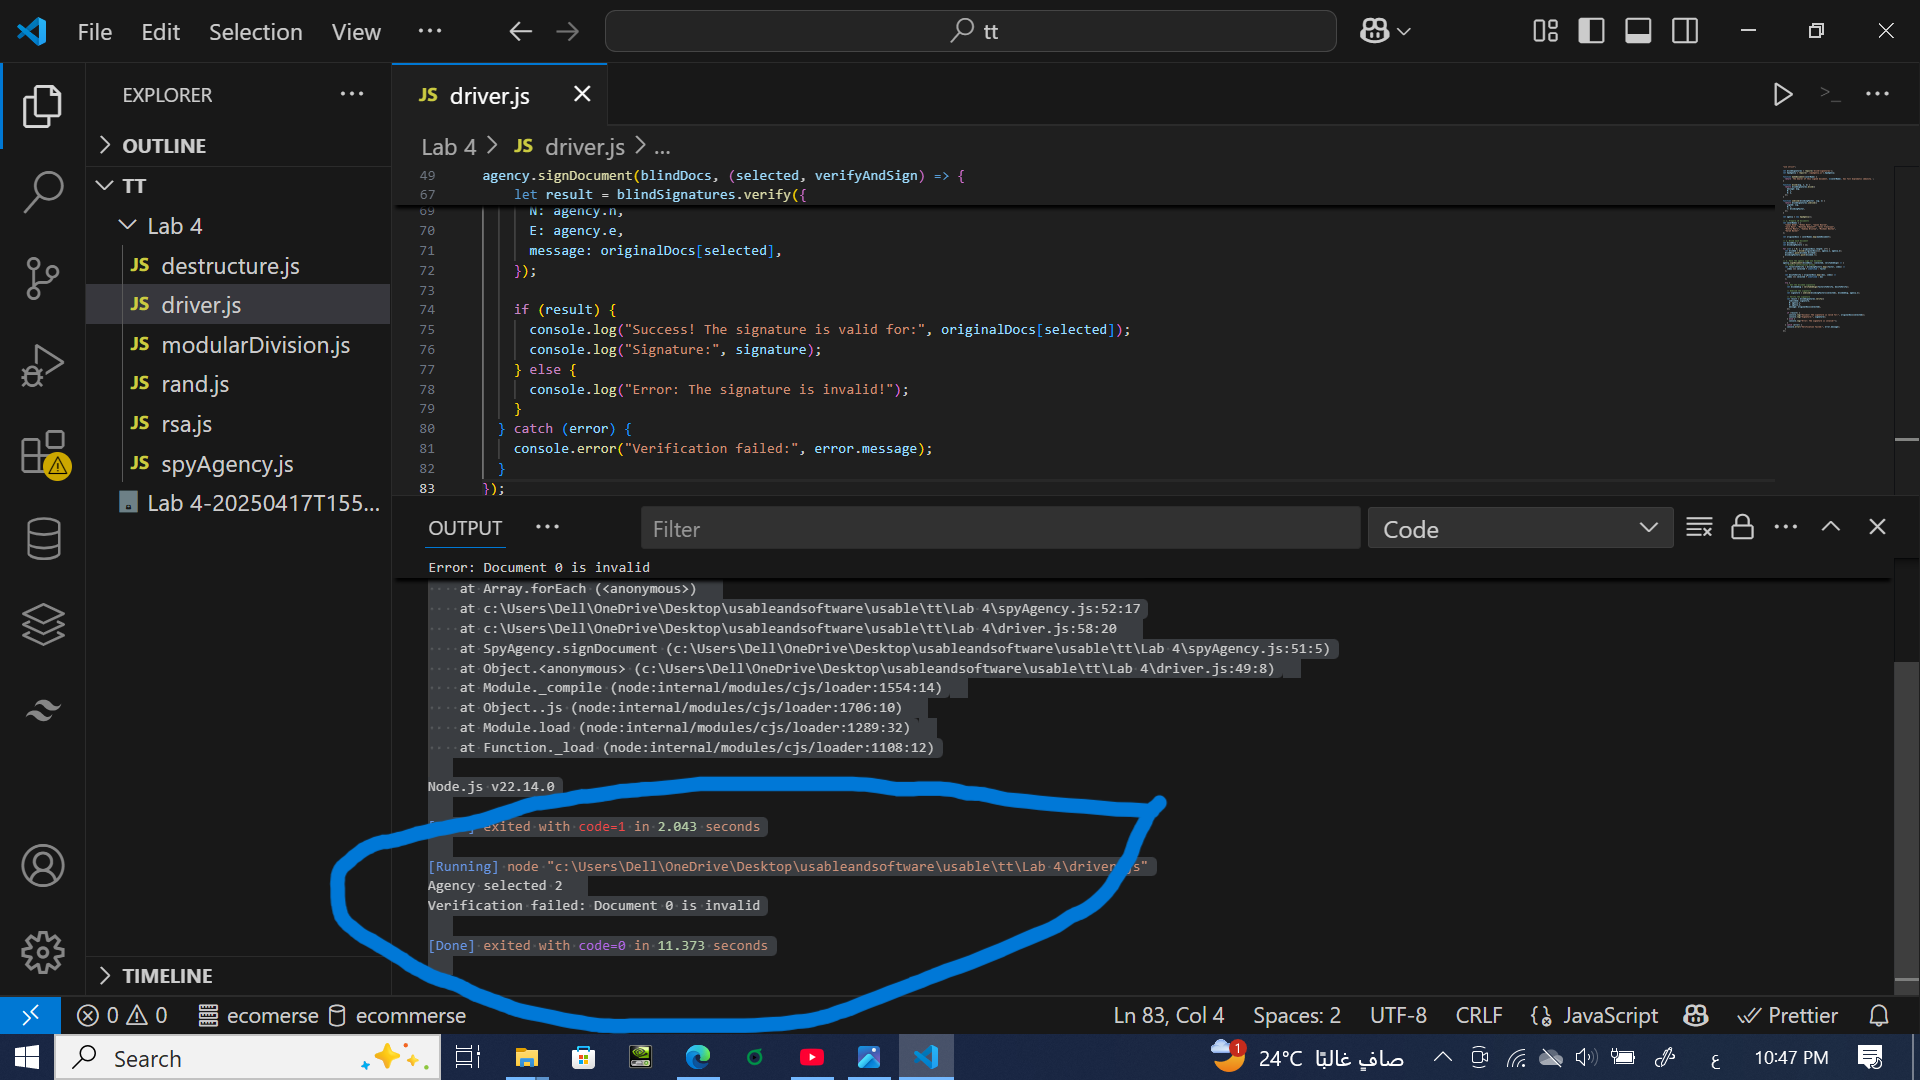 File Edit Selection View ···
tt
EXPLORER ···
OUTLINE
TT
Lab 4
JS destructure.js
JS driver.js
JS modularDivision.js
JS rand.js
JS rsa.js
JS spyAgency.js
Lab 4-20250417T155...
TIMELINE
JS driver.js
Lab 4 > JS driver.js > ...
49 agency.signDocument(blindDocs, (selected, verifyAndSign) => {
67 let result = blindSignatures.verify({
69 N: agency.n,
70 E: agency.e,
71 message: originalDocs[selected],
72 });
73
74 if (result) {
75 console.log("Success! The signature is valid for:", originalDocs[selected]);
76 console.log("Signature:", signature);
77 } else {
78 console.log("Error: The signature is invalid!");
79 }
80 } catch (error) {
81 console.error("Verification failed:", error.message);
82 }
83 });
OUTPUT ···
Filter
Code
Error: Document 0 is invalid
at Array.forEach (<anonymous>)
at c:\Users\Dell\OneDrive\Desktop\usableandsoftware\usable\tt\Lab 4\spyAgency.js:52:17
at c:\Users\Dell\OneDrive\Desktop\usableandsoftware\usable\tt\Lab 4\driver.js:58:20
at SpyAgency.signDocument (c:\Users\Dell\OneDrive\Desktop\usableandsoftware\usable\tt\Lab 4\spyAgency.js:51:5)
at Object.<anonymous> (c:\Users\Dell\OneDrive\Desktop\usableandsoftware\usable\tt\Lab 4\driver.js:49:8)
at Module._compile (node:internal/modules/cjs/loader:1554:14)
at Object..js (node:internal/modules/cjs/loader:1706:10)
at Module.load (node:internal/modules/cjs/loader:1289:32)
at Function._load (node:internal/modules/cjs/loader:1108:12)
Node.js v22.14.0
exited with code=1 in 2.043 seconds
[Running] node "c:\Users\Dell\OneDrive\Desktop\usableandsoftware\usable\tt\Lab 4\driver.js"
Agency selected 2
Verification failed: Document 0 is invalid
[Done] exited with code=0 in 11.373 seconds
0 0 ecomerse ecommerse
Ln 83, Col 4 Spaces: 2 UTF-8 CRLF {} JavaScript Prettier
Search
1 24°C صافٍ غالبًا ع 10:47 PM